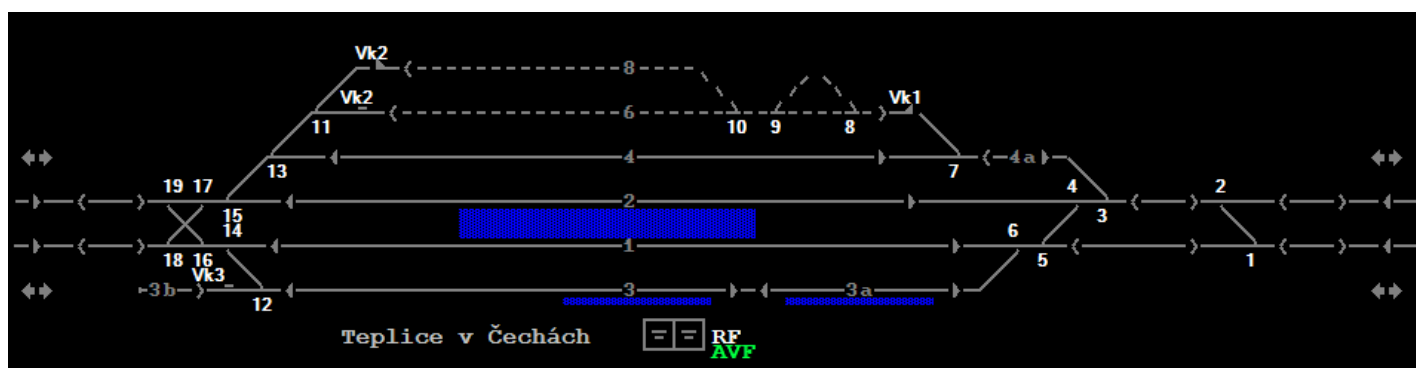 Vk2
8
Vk2 6 Vk1
11 10 9 8
13 4 7 4a
19 17 4 2
2
15 3
14 6
1
18 16 5 1
Vk3
3b 3 3a
12
Teplice v Čechách RF
AVF